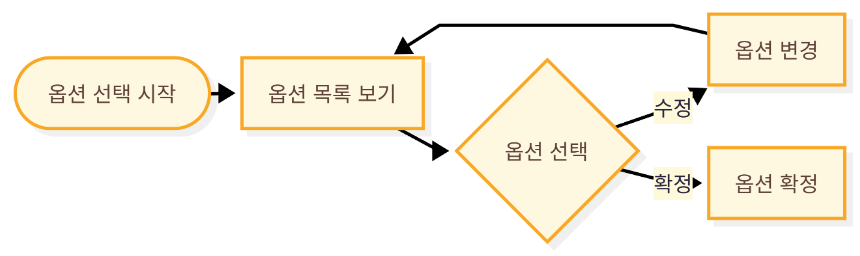 옵션 선택 시작
옵션 목록 보기
옵션 선택
수정
확정
옵션 변경
옵션 확정